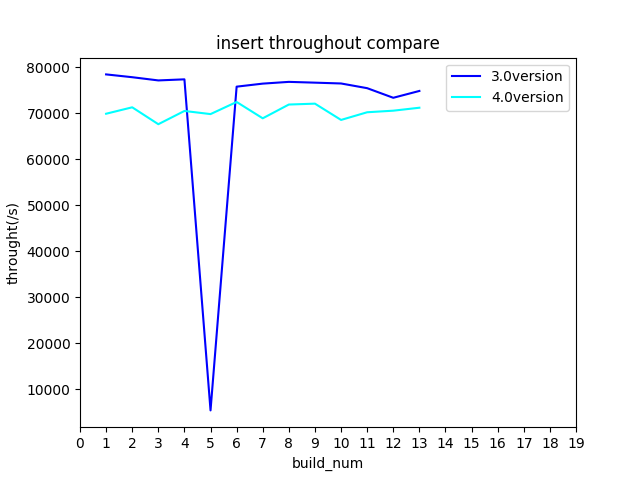 insert throughout compare
3.0version
4.0version
80000
70000
60000
50000
40000
30000
20000
10000
throught(/s)
0 1 2 3 4 5 6 7 8 9 10 11 12 13 14 15 16 17 18 19
build_num